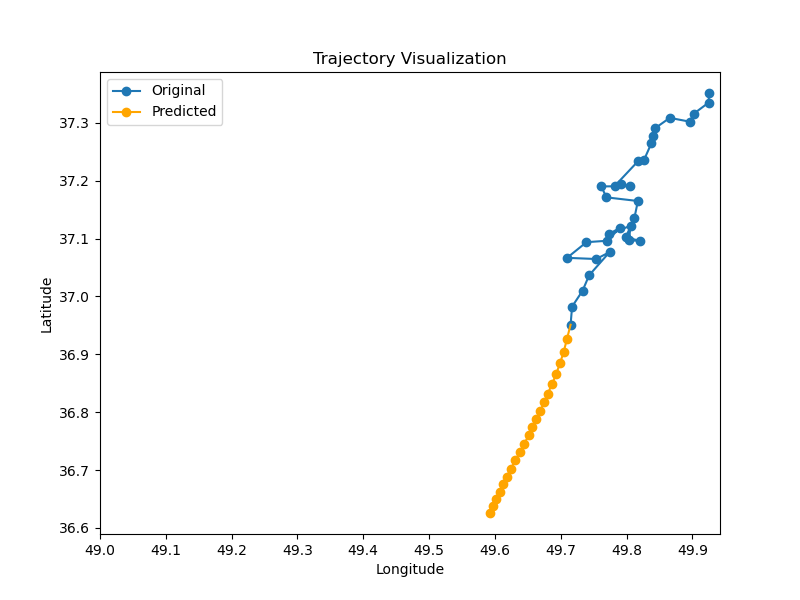 Trajectory Visualization
Original
Predicted
37.3
37.2
37.1
37.0
36.9
36.8
36.7
36.6
Latitude
49.0 49.1 49.2 49.3 49.4 49.5 49.6 49.7 49.8 49.9
Longitude